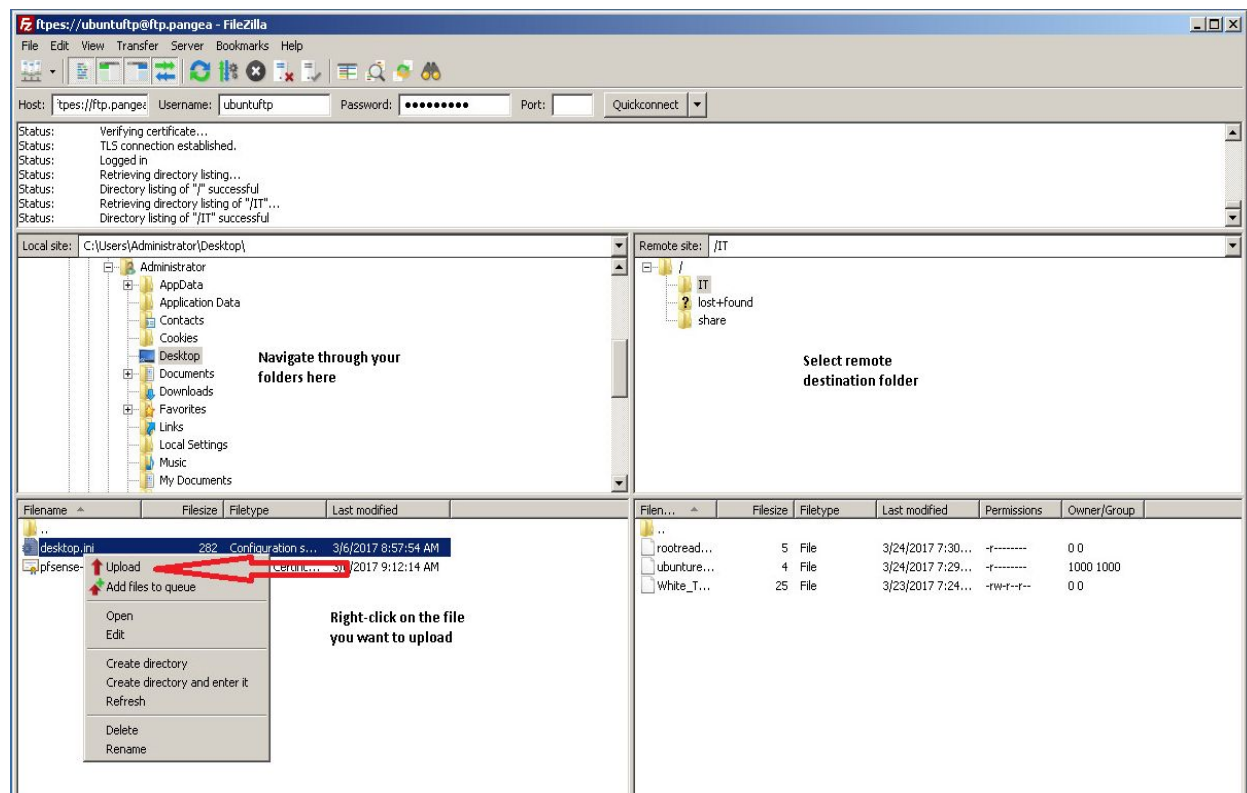 ftpes://ubuntuftp@ftp.pangea - FileZilla
File Edit View Transfer Server Bookmarks Help
Host: tpes://ftp.pangea Username: ubuntuftp Password: ●●●●●●●●● Port: Quickconnect
Status: Verifying certificate...
Status: TLS connection established.
Status: Logged in
Status: Retrieving directory listing...
Status: Directory listing of "/" successful
Status: Retrieving directory listing of "/IT"...
Status: Directory listing of "/IT" successful
Local site: C:\Users\Administrator\Desktop\
Administrator
AppData
Application Data
Contacts
Cookies
Desktop
Documents
Downloads
Favorites
Links
Local Settings
Music
My Documents
Navigate through your
folders here
Remote site: /IT
/
IT
? lost+found
share
Select remote
destination folder
Filename Filesize Filetype Last modified
..
desktop.ini 282 Configuration s... 3/6/2017 8:57:54 AM
pfsense- 2017 9:12:14 AM
Upload
Add files to queue
Open
Edit
Create directory
Create directory and enter it
Refresh
Delete
Rename
Right-click on the file
you want to upload
Filen... Filesize Filetype Last modified Permissions Owner/Group
..
rootread... 5 File 3/24/2017 7:30... -r-------- 0 0
ubunture... 4 File 3/24/2017 7:29... -r-------- 1000 1000
White_T... 25 File 3/23/2017 7:24... -rw-r--r-- 0 0